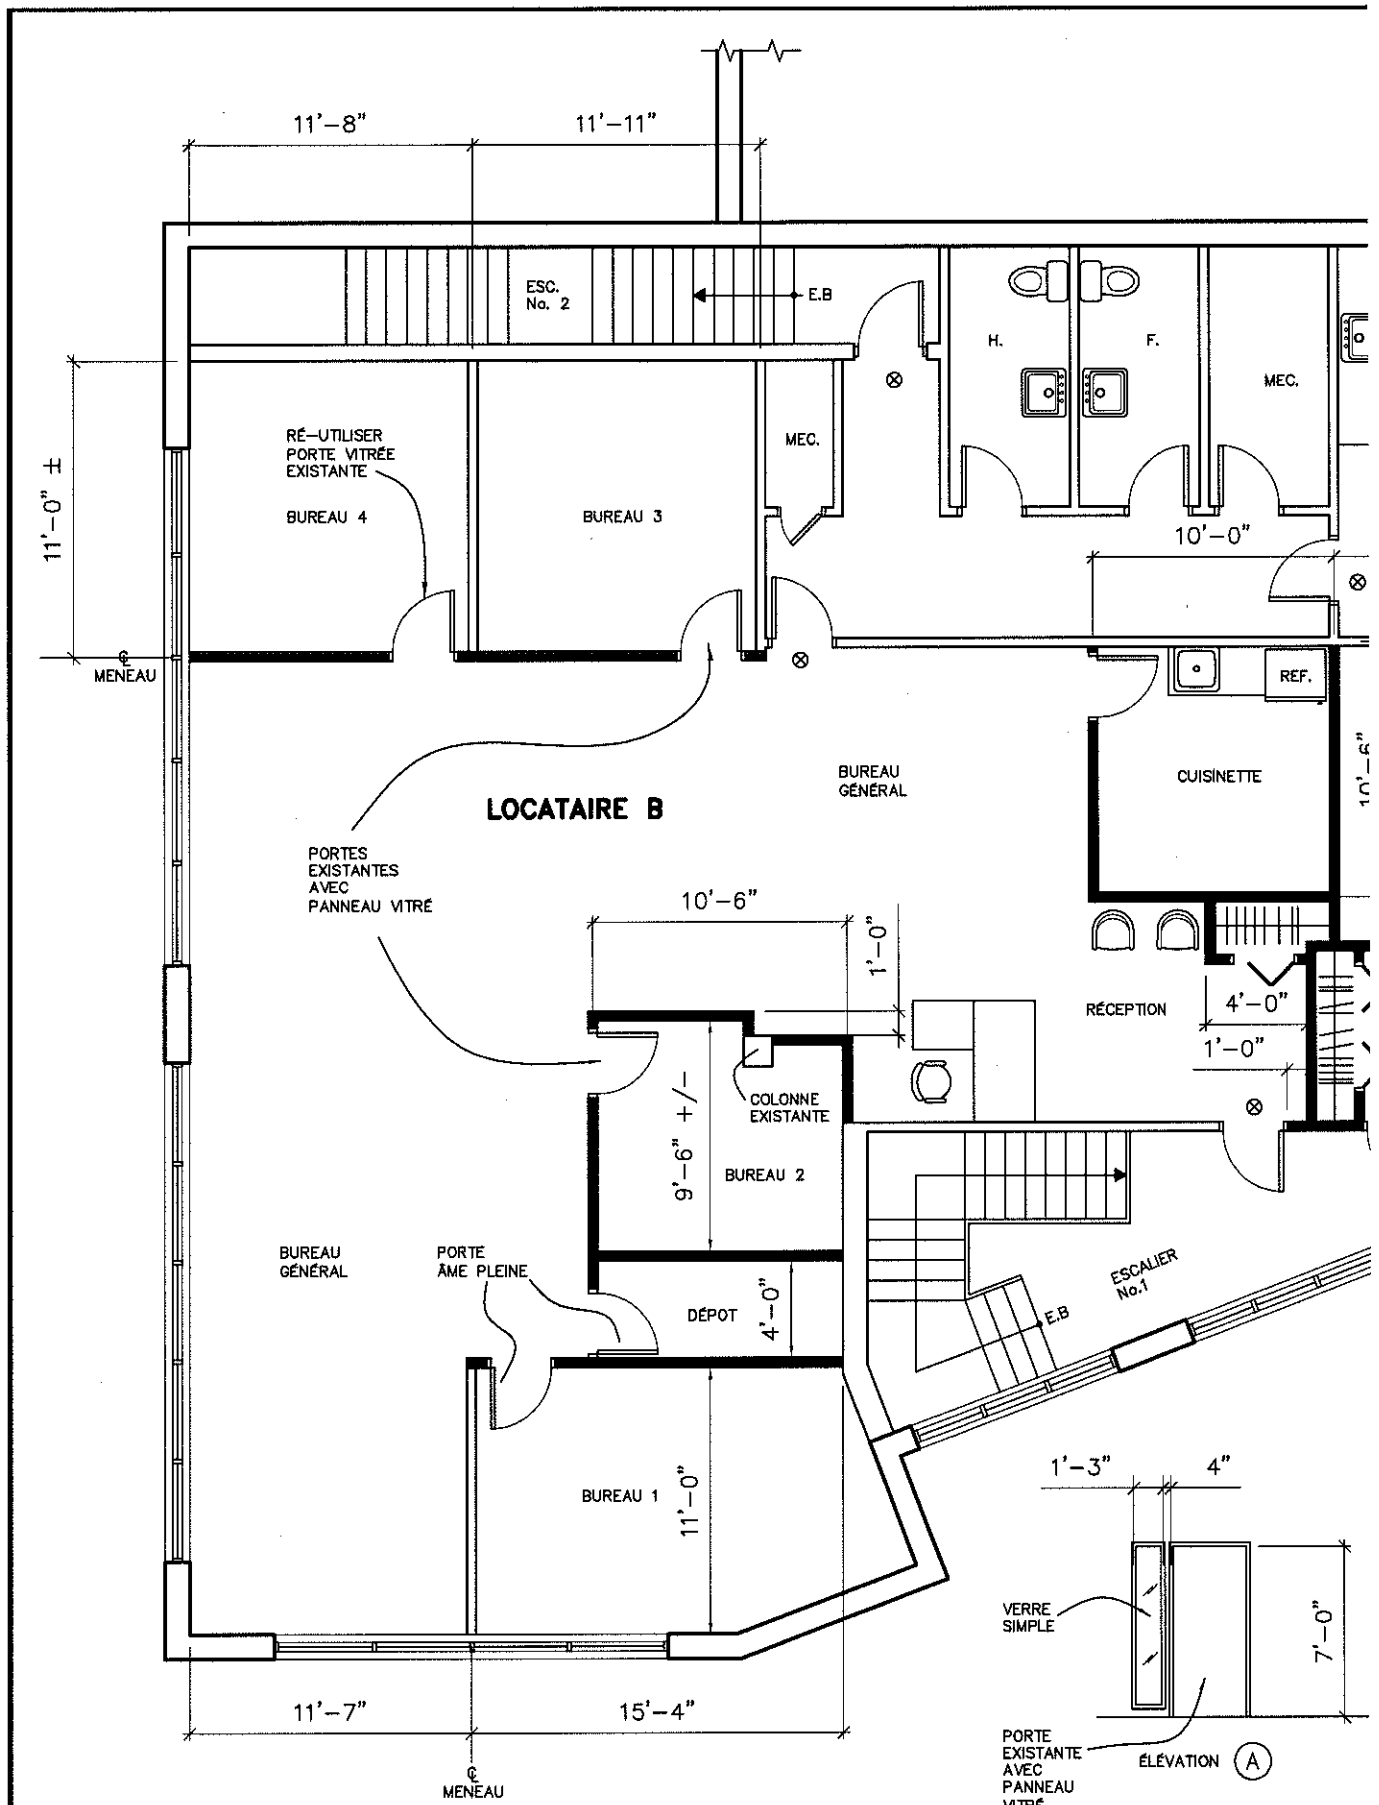 11'-8"
11'-11"
ESC.
No. 2
E.B
H.
F.
MEC.
MEC.
RÉ-UTILISER
PORTE VITRÉE
EXISTANTE
BUREAU 4
BUREAU 3
11'-0" ±
10'-0"
℄
MENEAU
REF.
CUISINETTE
10'-6"
BUREAU
GÉNÉRAL
LOCATAIRE B
PORTES
EXISTANTES
AVEC
PANNEAU VITRÉ
10'-6"
1'-0"
RÉCEPTION
4'-0"
1'-0"
COLONNE
EXISTANTE
9'-6" +/-
BUREAU 2
BUREAU
GÉNÉRAL
PORTE
ÂME PLEINE
DÉPOT
4'-0"
ESCALIER
No.1
E.B
BUREAU 1
11'-0"
1'-3"
4"
VERRE
SIMPLE
7'-0"
11'-7"
15'-4"
℄
MENEAU
PORTE
EXISTANTE
AVEC
PANNEAU
VITRÉ
ÉLÉVATION A